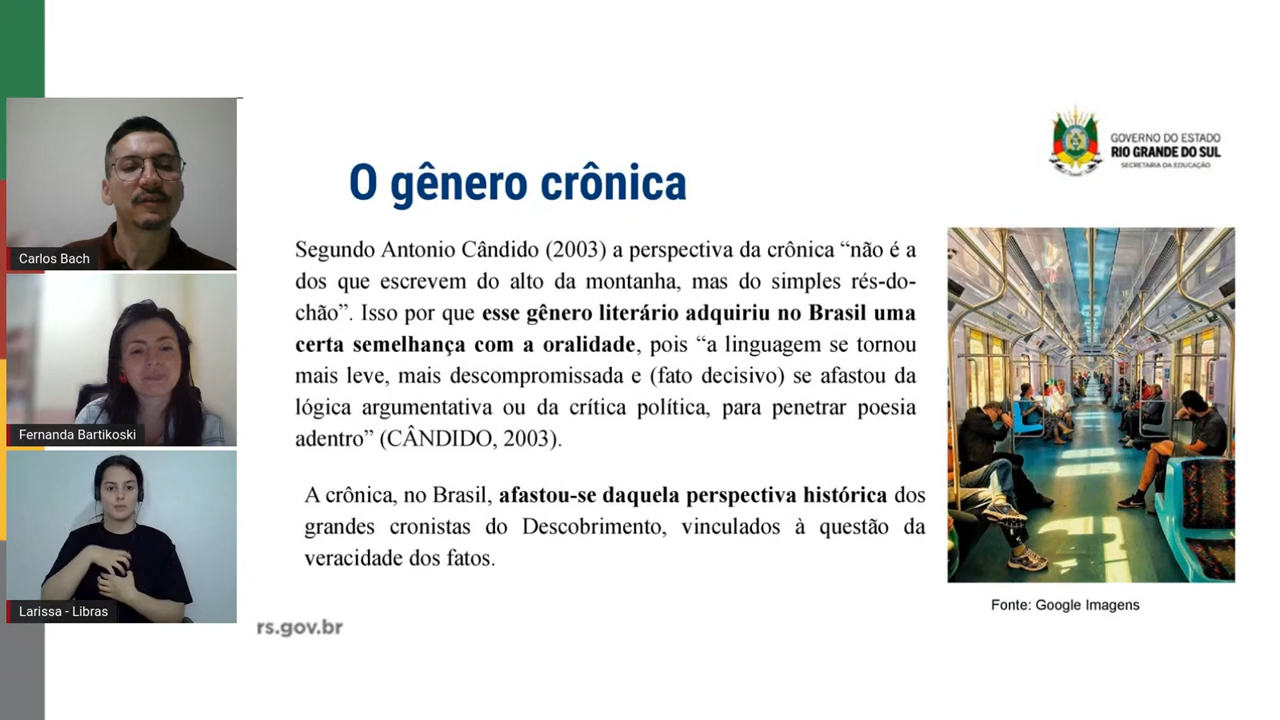 Carlos Bach
Fernanda Bartikoski
Larissa - Libras
GOVERNO DO ESTADO
RIO GRANDE DO SUL
SECRETARIA DA EDUCAÇÃO
O gênero crônica
Segundo Antonio Cândido (2003) a perspectiva da crônica “não é a
dos que escrevem do alto da montanha, mas do simples rés-do-
chão”. Isso por que esse gênero literário adquiriu no Brasil uma
certa semelhança com a oralidade, pois “a linguagem se tornou
mais leve, mais descompromissada e (fato decisivo) se afastou da
lógica argumentativa ou da crítica política, para penetrar poesia
adentro” (CÂNDIDO, 2003).
A crônica, no Brasil, afastou-se daquela perspectiva histórica dos
grandes cronistas do Descobrimento, vinculados à questão da
veracidade dos fatos.
Fonte: Google Imagens
rs.gov.br